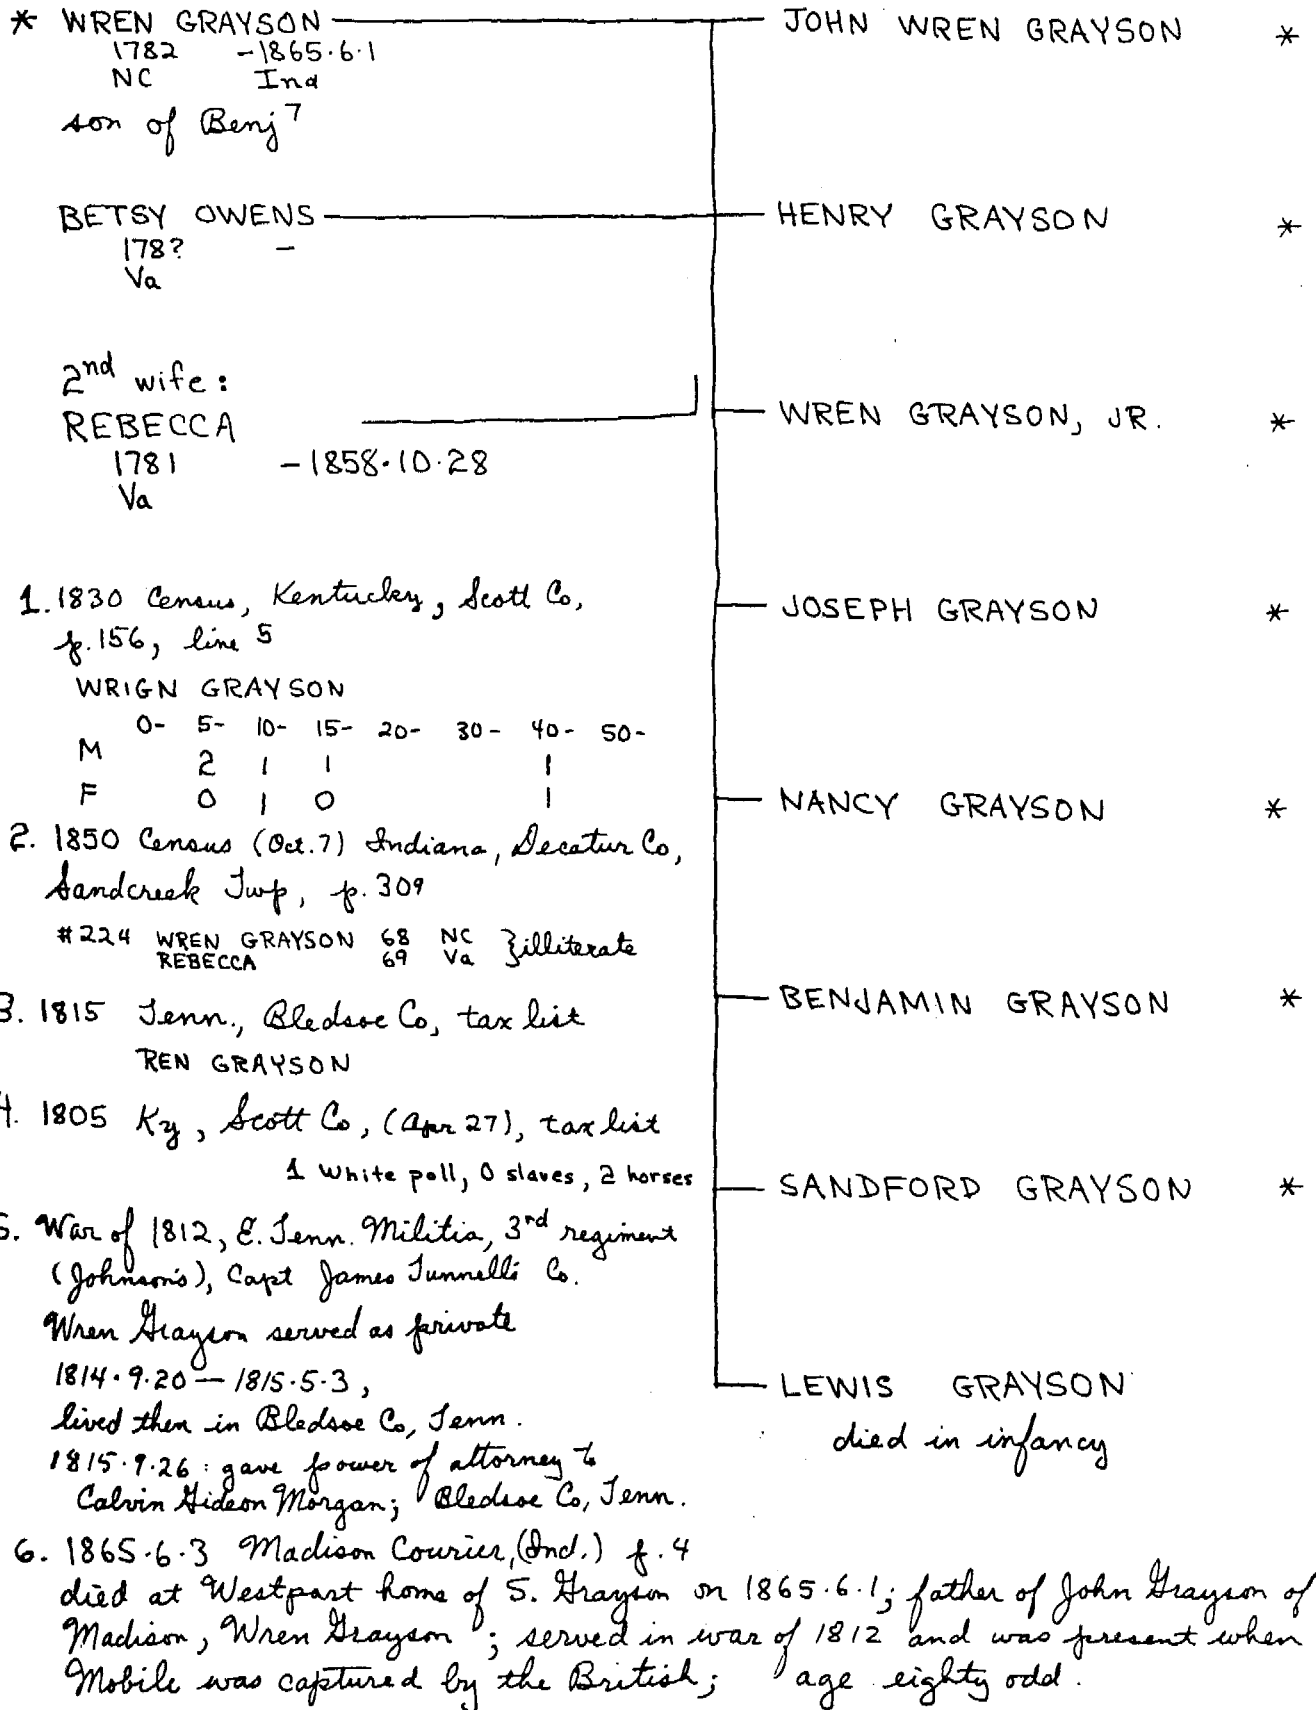 * WREN GRAYSON
1782 -1865·6·1
NC Ind
son of Benj 7
BETSY OWENS
178? -
Va
2nd wife:
REBECCA
1781 -1858·10·28
Va
JOHN WREN GRAYSON *
HENRY GRAYSON *
WREN GRAYSON, JR. *
JOSEPH GRAYSON *
NANCY GRAYSON *
BENJAMIN GRAYSON *
SANDFORD GRAYSON *
LEWIS GRAYSON
died in infancy
1. 1830 Census, Kentucky, Scott Co,
p.156, line 5
WRIGN GRAYSON
0- 5- 10- 15- 20- 30- 40- 50-
M 2 1 1 1
F 0 1 0 1
2. 1850 Census (Oct.7) Indiana, Decatur Co,
Sandcreek Twp, p. 309
#224 WREN GRAYSON 68 NC } illiterate
REBECCA 69 Va
3. 1815 Tenn., Bledsoe Co, tax list
REN GRAYSON
4. 1805 Ky, Scott Co, (Apr 27), tax list
1 white poll, 0 slaves, 2 horses
5. War of 1812, E. Tenn. Militia, 3rd regiment
(Johnson's), Capt James Tunnell's Co.
Wren Grayson served as private
1814·9·20 — 1815·5·3,
lived then in Bledsoe Co, Tenn.
1815·9·26: gave power of attorney to
Calvin Gideon Morgan; Bledsoe Co, Tenn.
6. 1865·6·3 Madison Courier, (Ind.) p. 4
died at Westport home of S. Grayson on 1865·6·1; father of John Grayson of
Madison, Wren Grayson ; served in war of 1812 and was present when
Mobile was captured by the British; age eighty odd.